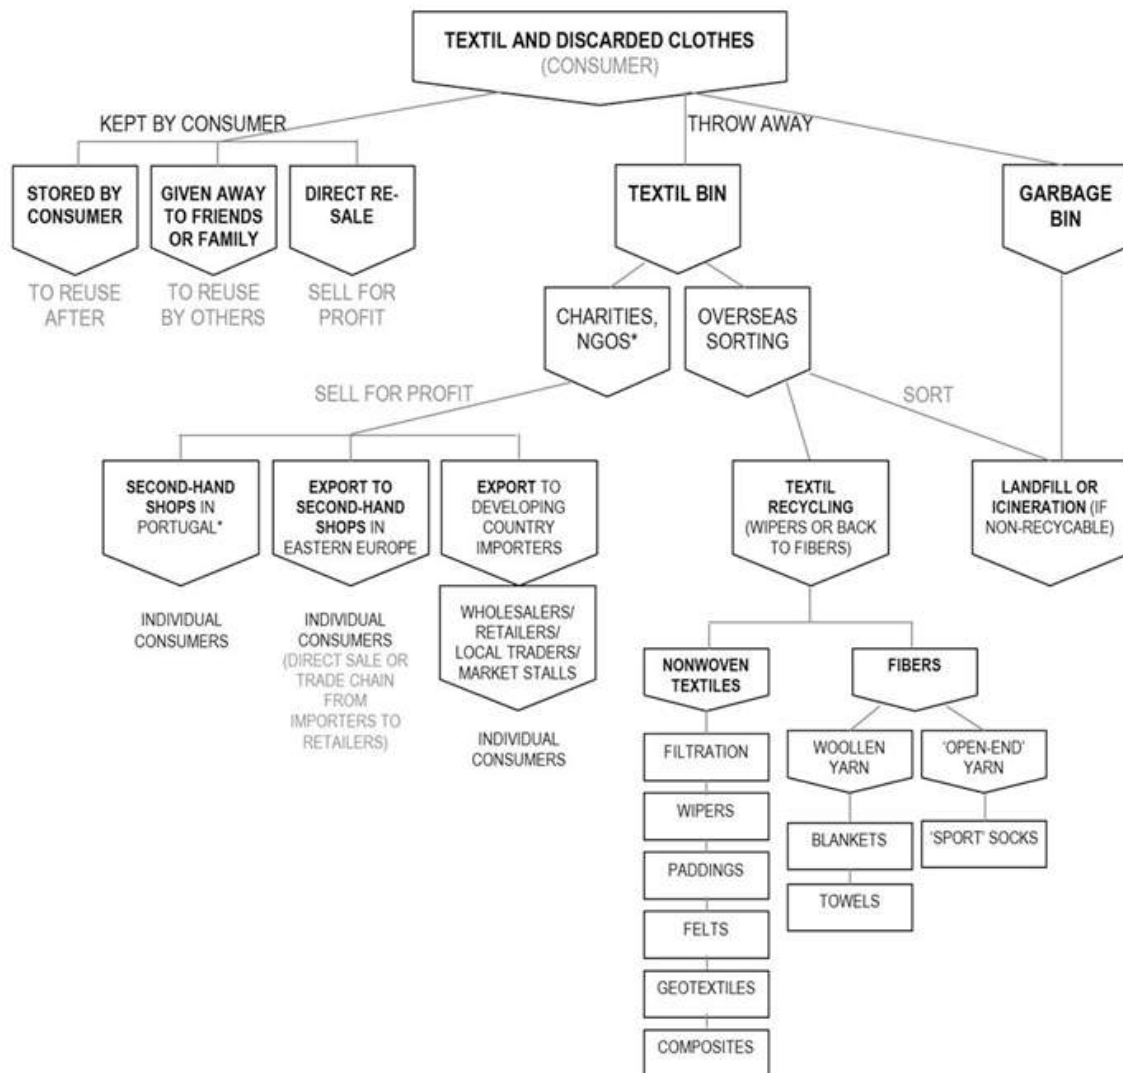 TEXTIL AND DISCARDED CLOTHES
(CONSUMER)
KEPT BY CONSUMER
THROW AWAY
STORED BY
CONSUMER
GIVEN AWAY
TO FRIENDS
OR FAMILY
DIRECT RE-
SALE
TEXTIL BIN
GARBAGE
BIN
TO REUSE
AFTER
TO REUSE
BY OTHERS
SELL FOR
PROFIT
CHARITIES,
NGOS*
OVERSEAS
SORTING
SELL FOR PROFIT
SORT
SECOND-HAND
SHOPS IN
PORTUGAL*
EXPORT TO
SECOND-HAND
SHOPS IN
EASTERN EUROPE
EXPORT TO
DEVELOPING
COUNTRY
IMPORTERS
TEXTIL
RECYCLING
(WIPERS OR BACK
TO FIBERS)
LANDFILL OR
ICINERATION (IF
NON-RECYCABLE)
INDIVIDUAL
CONSUMERS
INDIVIDUAL
CONSUMERS
(DIRECT SALE OR
TRADE CHAIN
FROM
IMPORTERS TO
RETAILERS)
WHOLESALERS/
RETAILERS/
LOCAL TRADERS/
MARKET STALLS
INDIVIDUAL
CONSUMERS
NONWOVEN
TEXTILES
FIBERS
FILTRATION
WIPERS
PADDINGS
FELTS
GEOTEXTILES
COMPOSITES
WOOLLEN
YARN
'OPEN-END'
YARN
BLANKETS
TOWELS
'SPORT' SOCKS